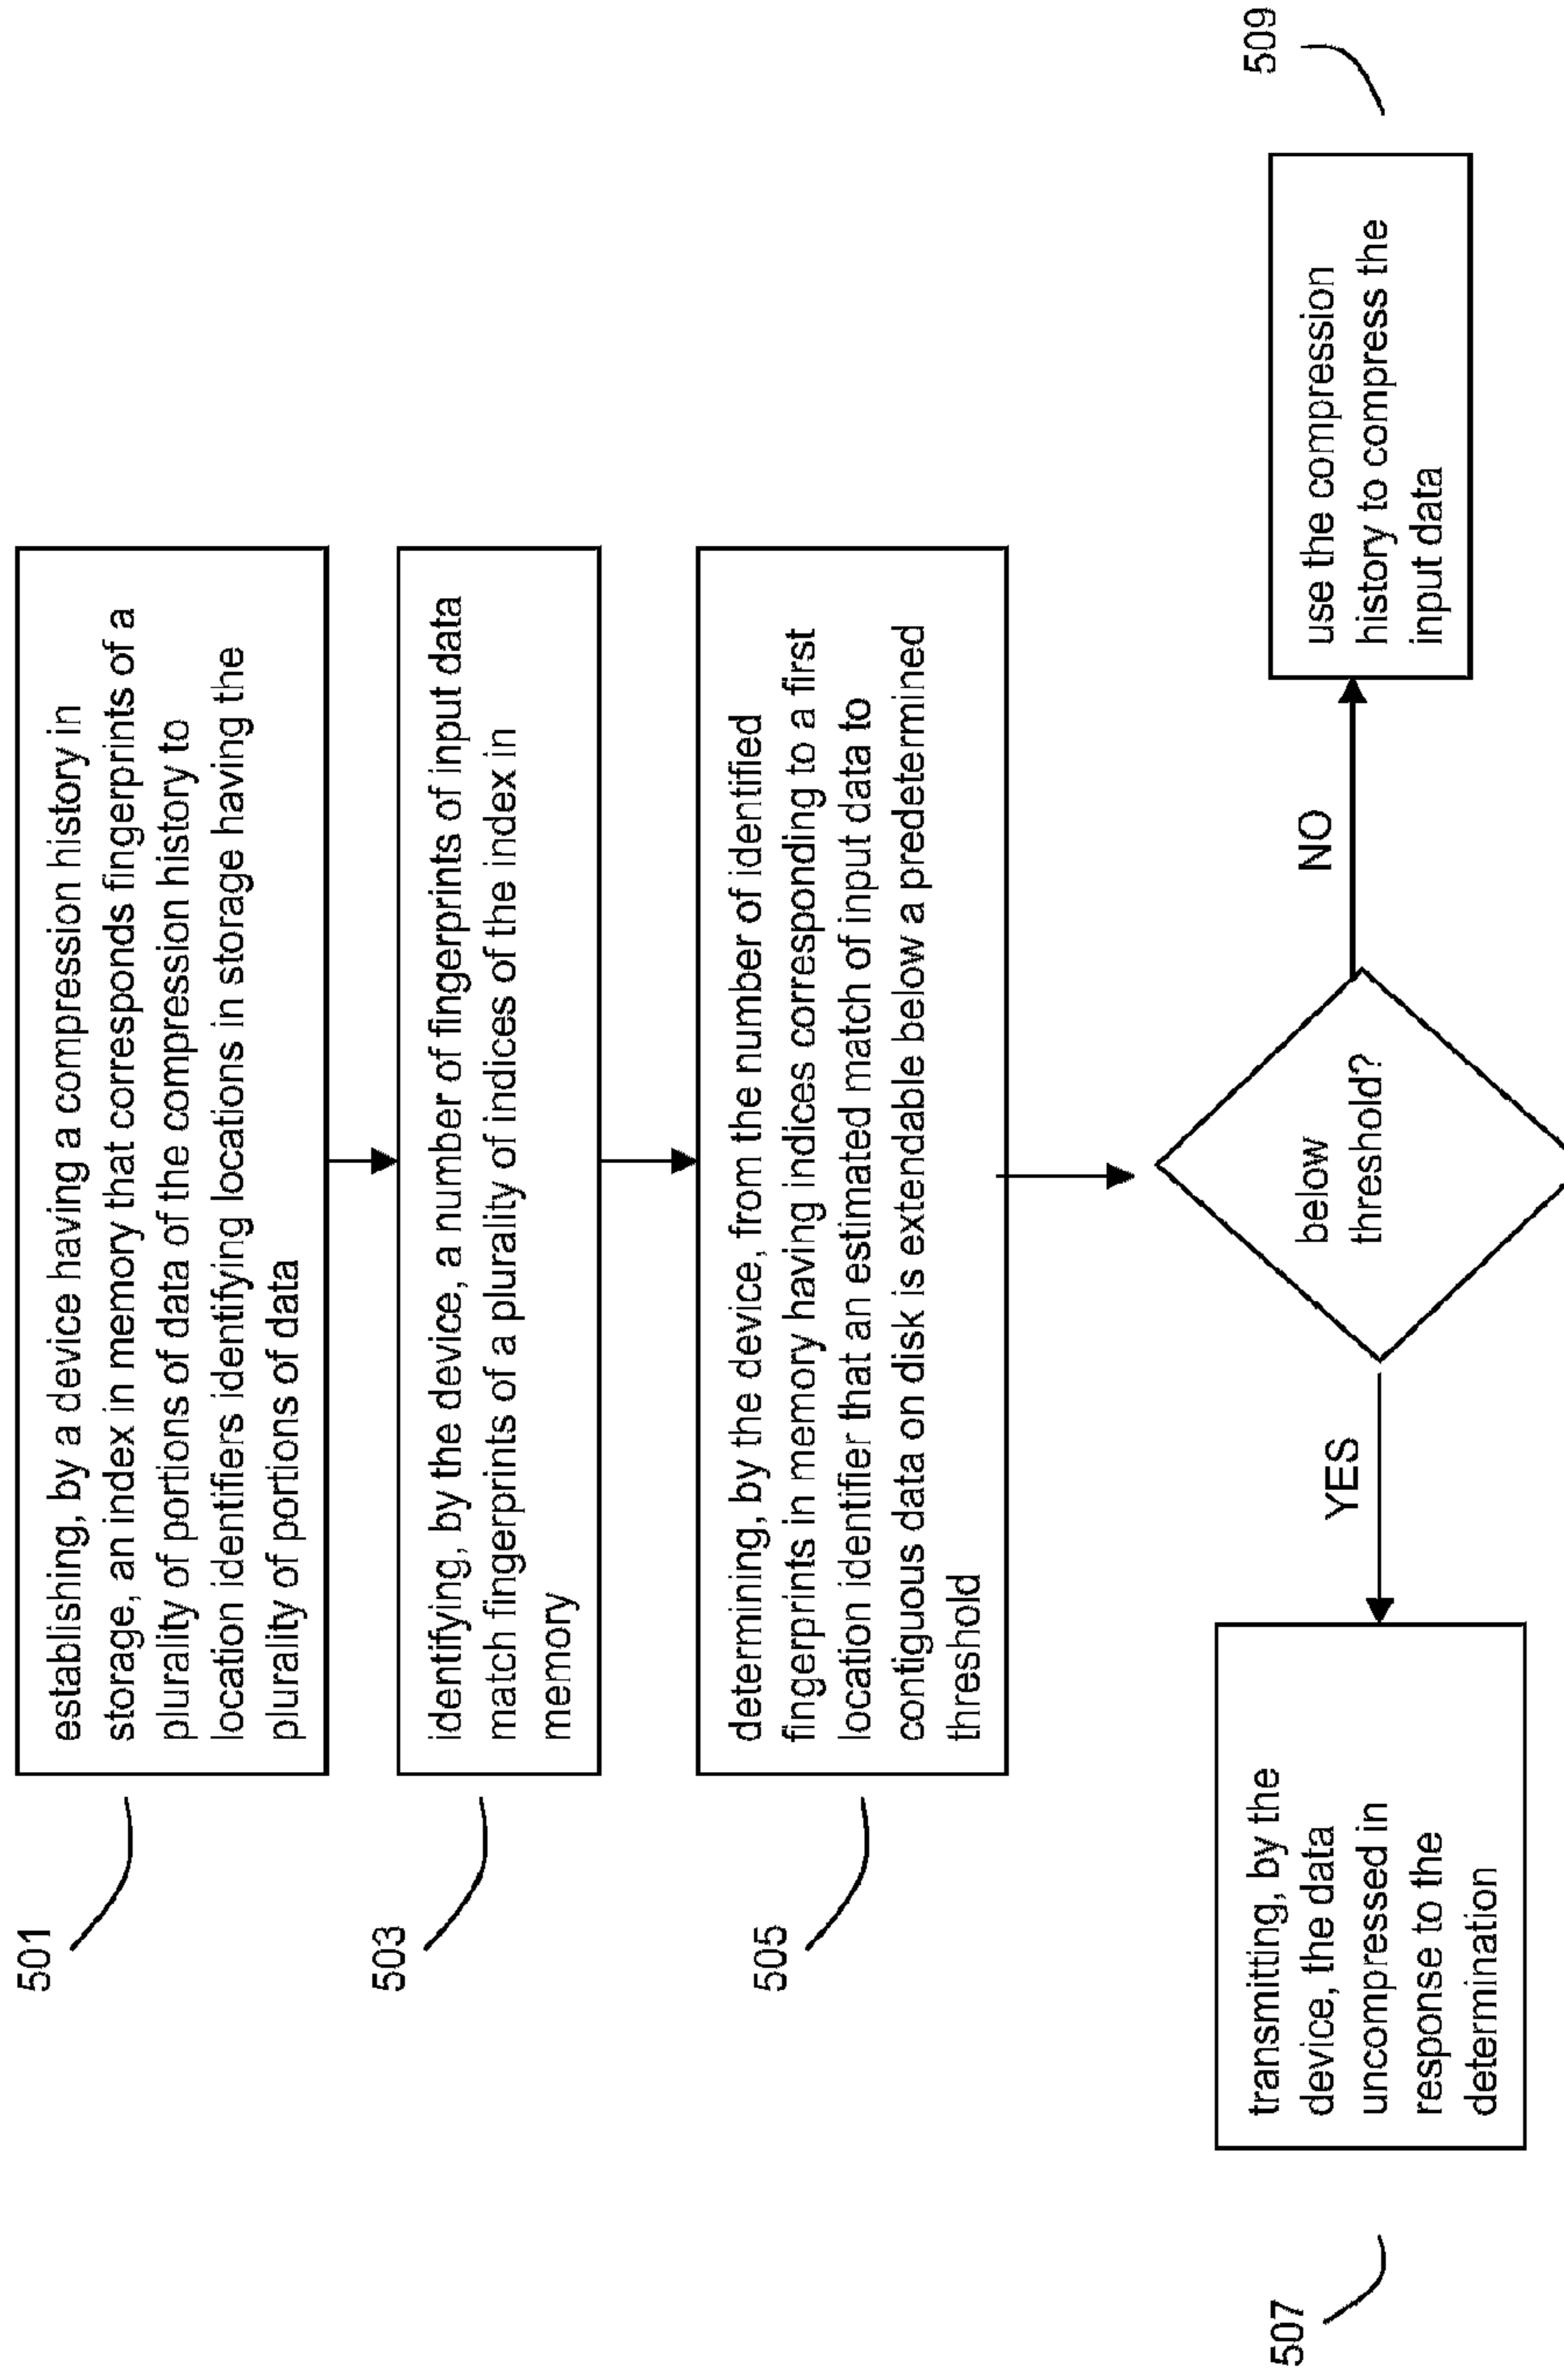 501
establishing, by a device having a compression history in
storage, an index in memory that corresponds fingerprints of a
plurality of portions of data of the compression history to
location identifiers identifying locations in storage having the
plurality of portions of data
503
identifying, by the device, a number of fingerprints of input data
match fingerprints of a plurality of indices of the index in
memory
505
determining, by the device, from the number of identified
fingerprints in memory having indices corresponding to a first
location identifier that an estimated match of input data to
contiguous data on disk is extendable below a predetermined
threshold
below
threshold?
YES
NO
507
transmitting, by the
device, the data
uncompressed in
response to the
determination
509
use the compression
history to compress the
input data